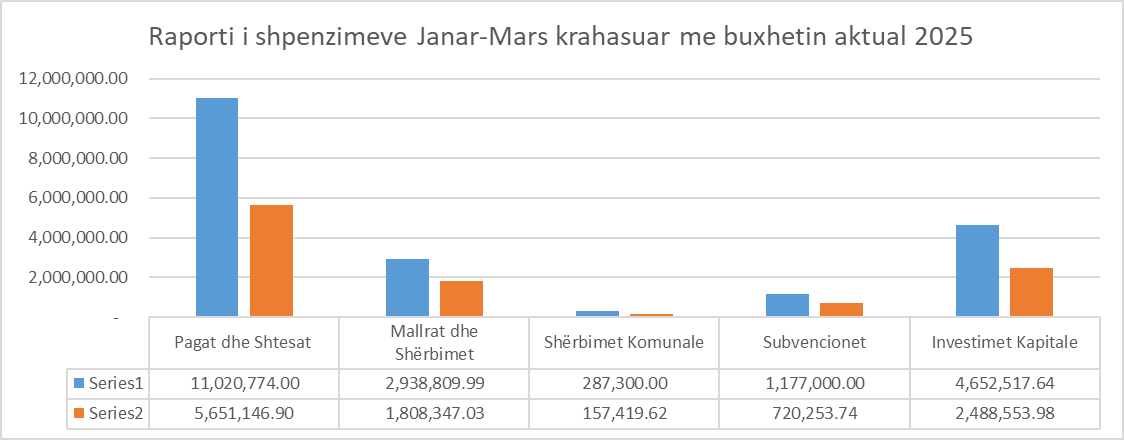 Raporti i shpenzimeve Janar-Mars krahasuar me buxhetin aktual 2025
12,000,000.00
10,000,000.00
8,000,000.00
6,000,000.00
4,000,000.00
2,000,000.00
-
Pagat dhe Shtesat
Mallrat dhe
Shërbimet
Shërbimet Komunale
Subvencionet
Investimet Kapitale
Series1 11,020,774.00 2,938,809.99 287,300.00 1,177,000.00 4,652,517.64
Series2 5,651,146.90 1,808,347.03 157,419.62 720,253.74 2,488,553.98